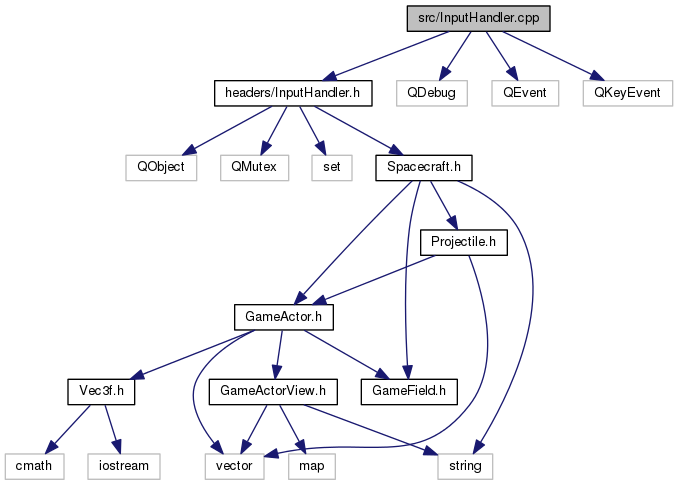 src/InputHandler.cpp
headers/InputHandler.h
QDebug
QEvent
QKeyEvent
QObject
QMutex
set
Spacecraft.h
Projectile.h
GameActor.h
Vec3f.h
GameActorView.h
GameField.h
cmath
iostream
vector
map
string